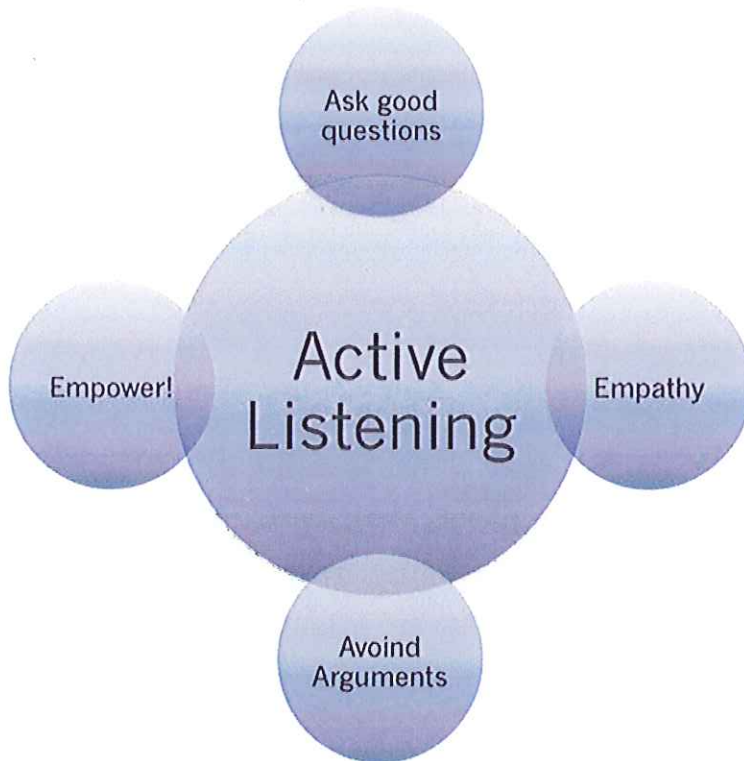 Ask good
questions
Empower!
Active
Listening
Empathy
Avoind
Arguments